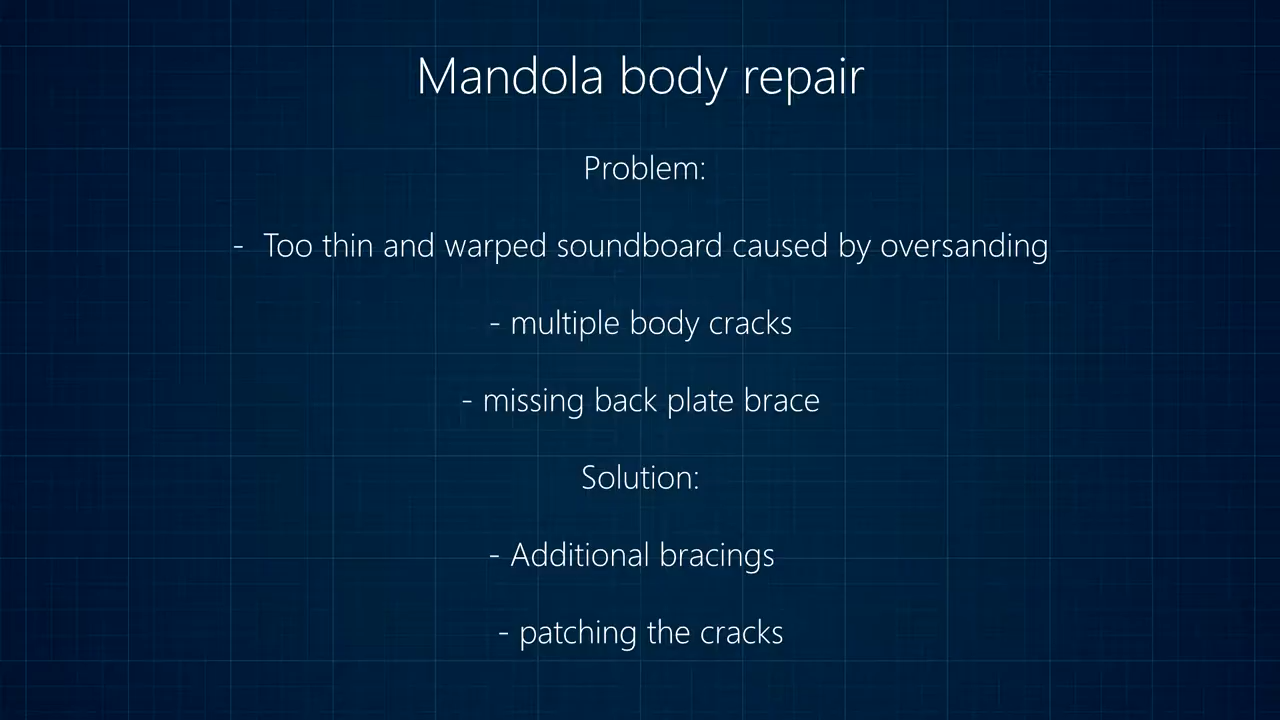 Mandola body repair
Problem:
- Too thin and warped soundboard caused by oversanding
- multiple body cracks
- missing back plate brace
Solution:
- Additional bracings
- patching the cracks